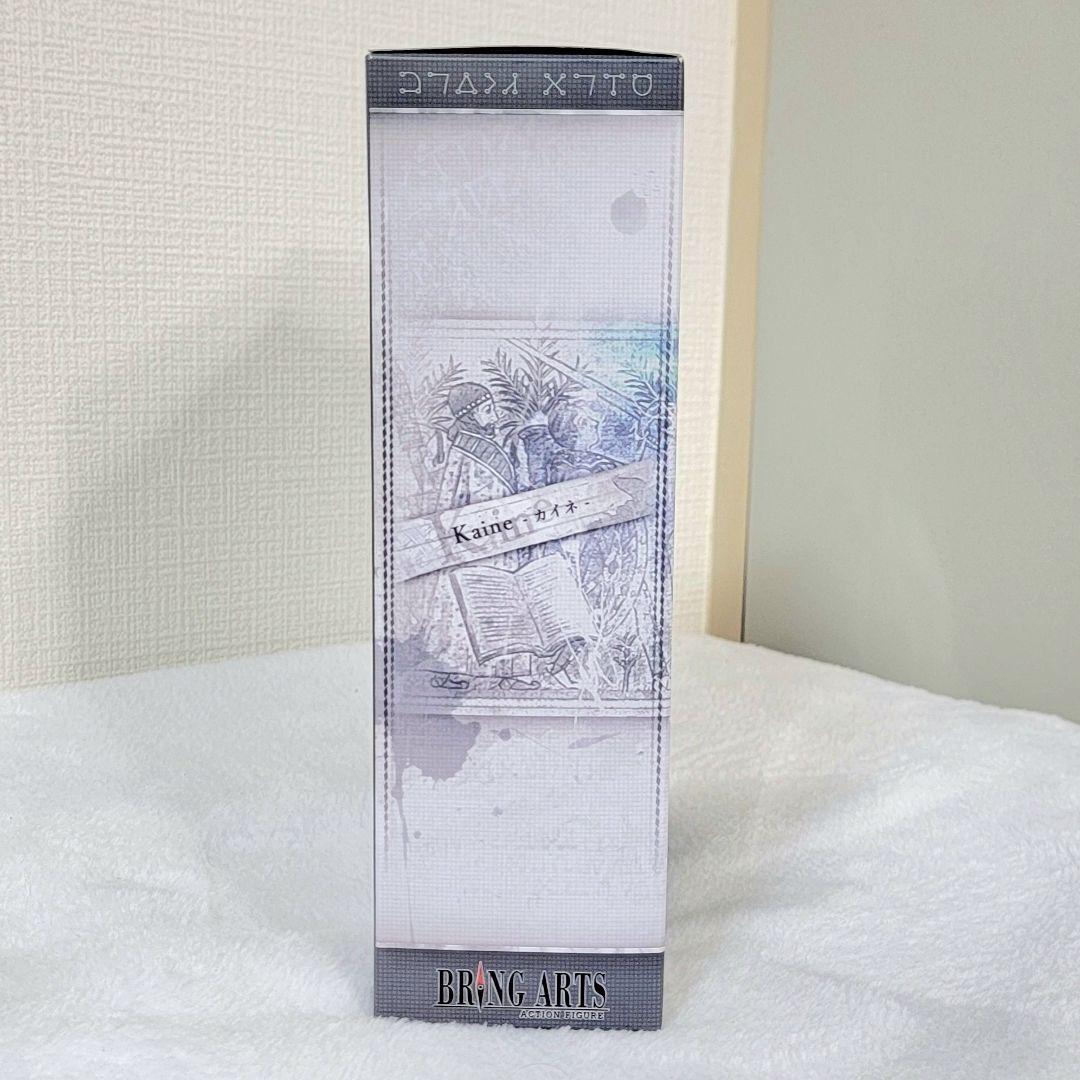 Kaine - カイネ -
BRING ARTS
ACTION FIGURE